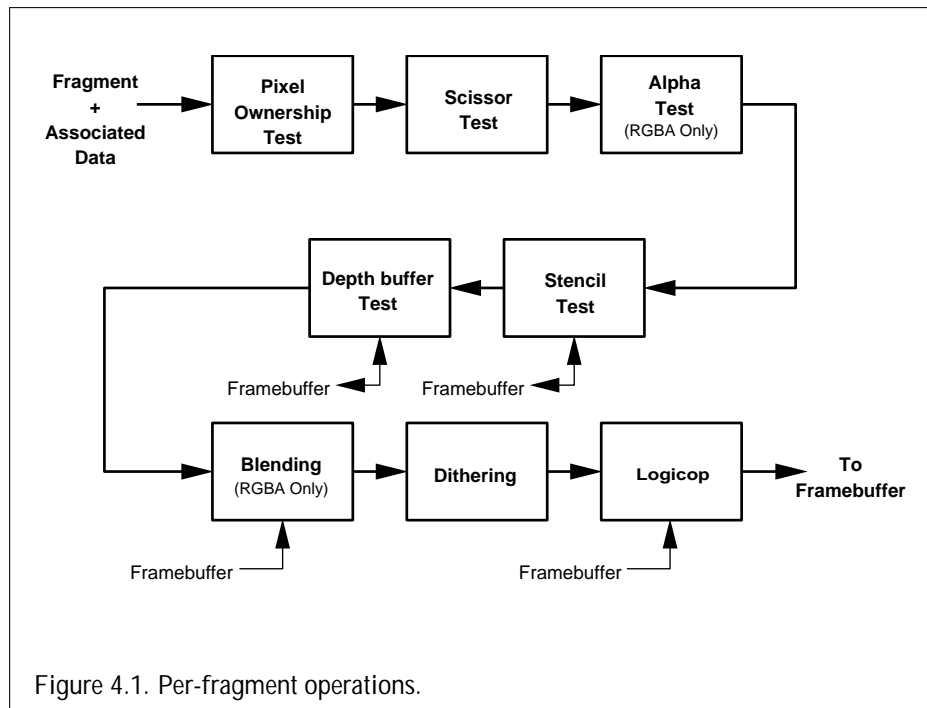 Fragment
+
Associated
Data
Pixel
Ownership
Test
Scissor
Test
Alpha
Test
(RGBA Only)
Depth buffer
Test
Stencil
Test
Framebuffer
Framebuffer
Blending
(RGBA Only)
Dithering
Logicop
To
Framebuffer
Framebuffer
Framebuffer
Figure 4.1. Per-fragment operations.